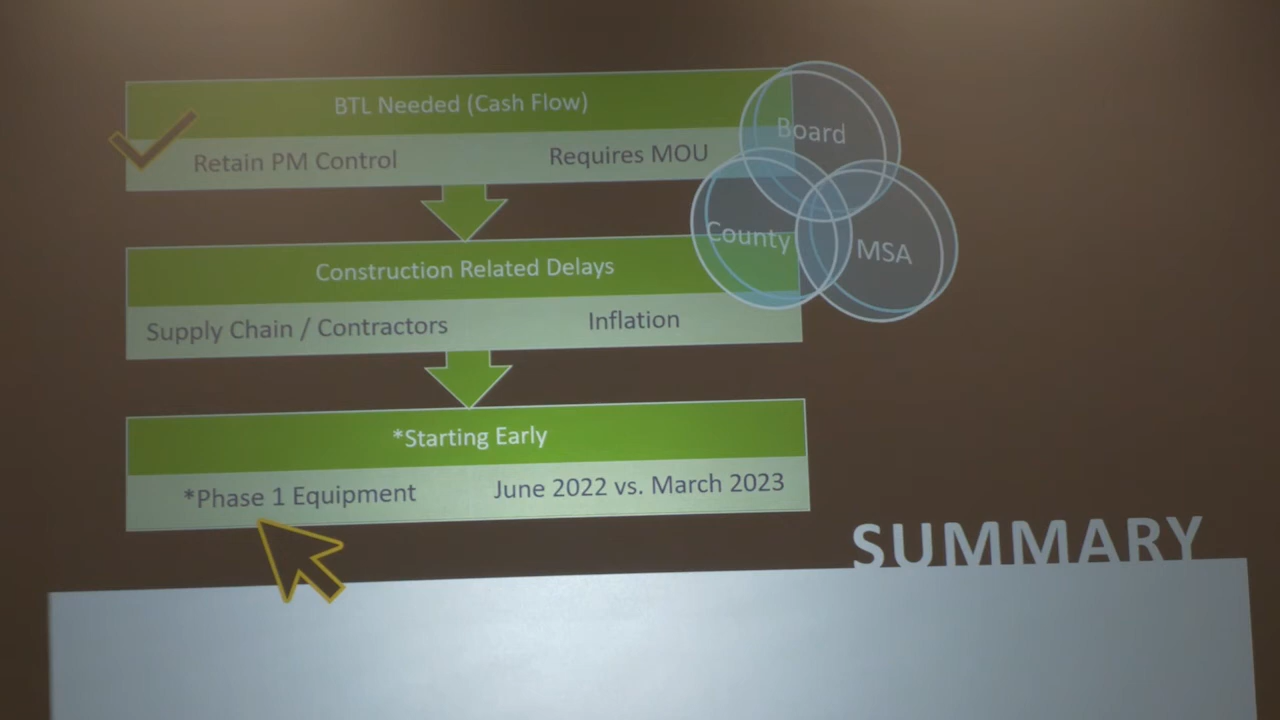 BTL Needed (Cash Flow)
Retain PM Control
Requires MOU
Board
County
MSA
Construction Related Delays
Supply Chain / Contractors
Inflation
*Starting Early
*Phase 1 Equipment
June 2022 vs. March 2023
SUMMARY